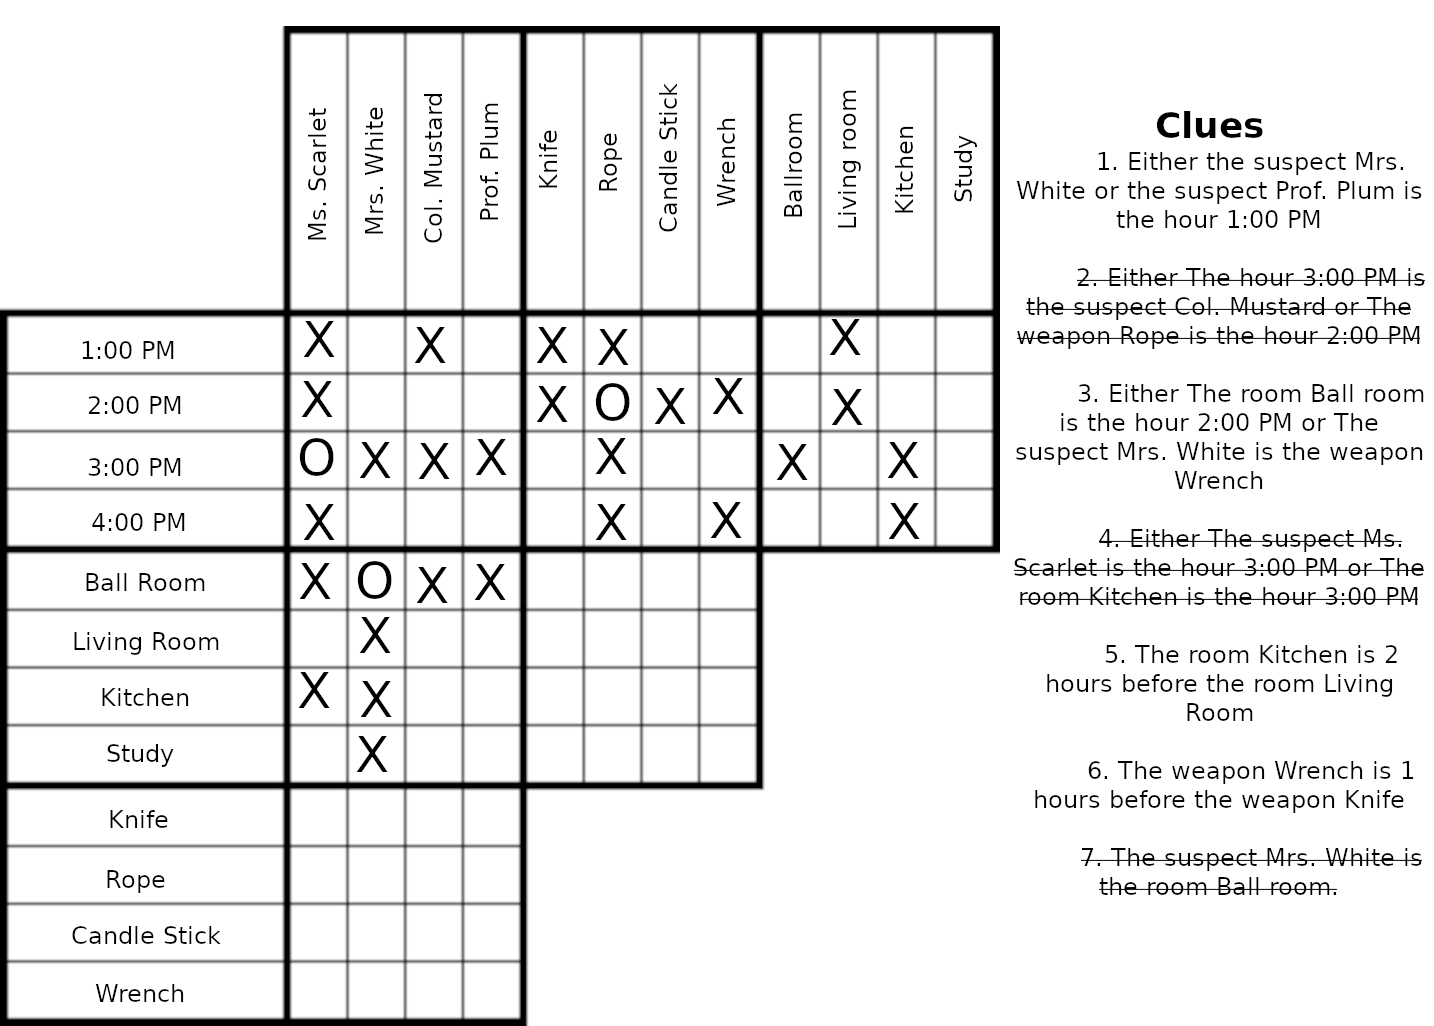 Ms. Scarlet Mrs. White Col. Mustard Prof. Plum Knife Rope Candle Stick Wrench Ballroom Living room Kitchen Study
1:00 PM X X X X X
2:00 PM X X O X X X
3:00 PM O X X X X X X
4:00 PM X X X X
Ball Room X O X X
Living Room X
Kitchen X X
Study X
Knife
Rope
Candle Stick
Wrench
Clues
1. Either the suspect Mrs.
White or the suspect Prof. Plum is
the hour 1:00 PM
2. Either The hour 3:00 PM is
the suspect Col. Mustard or The
weapon Rope is the hour 2:00 PM
3. Either The room Ball room
is the hour 2:00 PM or The
suspect Mrs. White is the weapon
Wrench
4. Either The suspect Ms.
Scarlet is the hour 3:00 PM or The
room Kitchen is the hour 3:00 PM
5. The room Kitchen is 2
hours before the room Living
Room
6. The weapon Wrench is 1
hours before the weapon Knife
7. The suspect Mrs. White is
the room Ball room.